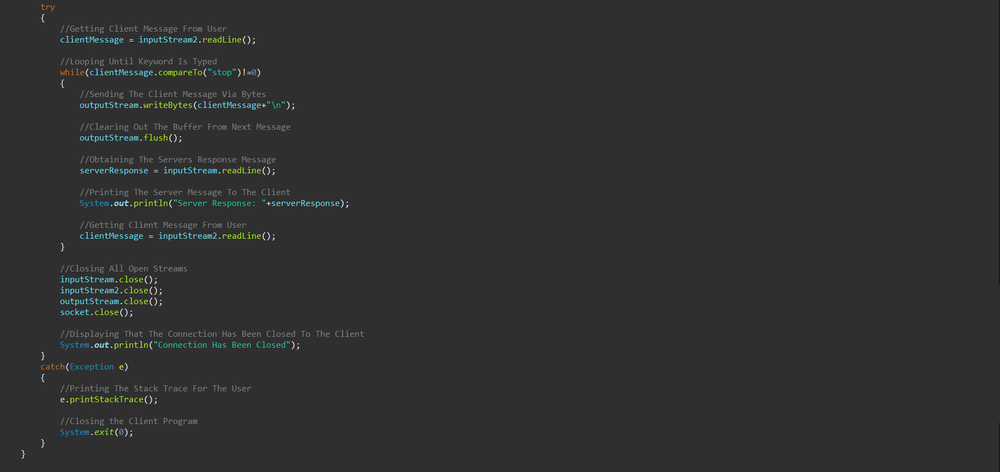 try
{
//Getting Client Message From User
clientMessage = inputStream2.readLine();
//Looping Until Keyword Is Typed
while(clientMessage.compareTo("stop")!=0)
{
//Sending The Client Message Via Bytes
outputStream.writeBytes(clientMessage+"\n");
//Clearing Out The Buffer From Next Message
outputStream.flush();
//Obtaining The Servers Response Message
serverResponse = inputStream.readLine();
//Printing The Server Message To The Client
System.out.println("Server Response: "+serverResponse);
//Getting Client Message From User
clientMessage = inputStream2.readLine();
}
//Closing All Open Streams
inputStream.close();
inputStream2.close();
outputStream.close();
socket.close();
//Displaying That The Connection Has Been Closed To The Client
System.out.println("Connection Has Been Closed");
}
catch(Exception e)
{
//Printing The Stack Trace For The User
e.printStackTrace();
//Closing the Client Program
System.exit(0);
}
}